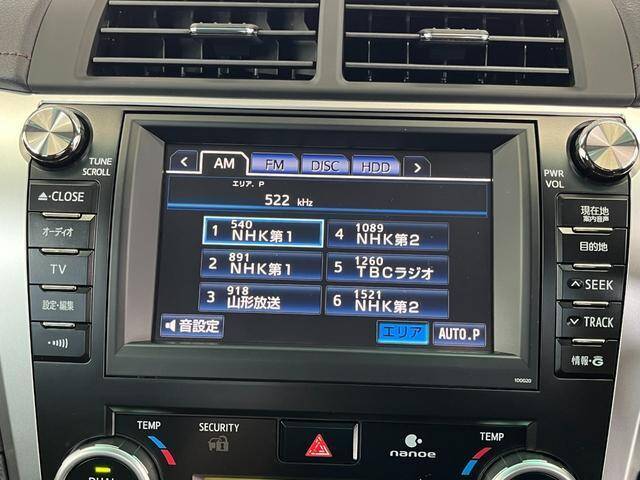 TUNE
SCROLL
CLOSE
オーディオ
TV
設定・編集
AM
FM
DISC
HDD
エリア.P
522 kHz
1 540 NHK第1
4 1089 NHK第2
2 891 NHK第1
5 1260 TBCラジオ
3 918 山形放送
6 1521 NHK第2
音設定
エリア
AUTO.P
100020
PWR
VOL
現在地
案内音声
目的地
SEEK
TRACK
情報・G
TEMP
SECURITY
nanoe
TEMP
DUAL